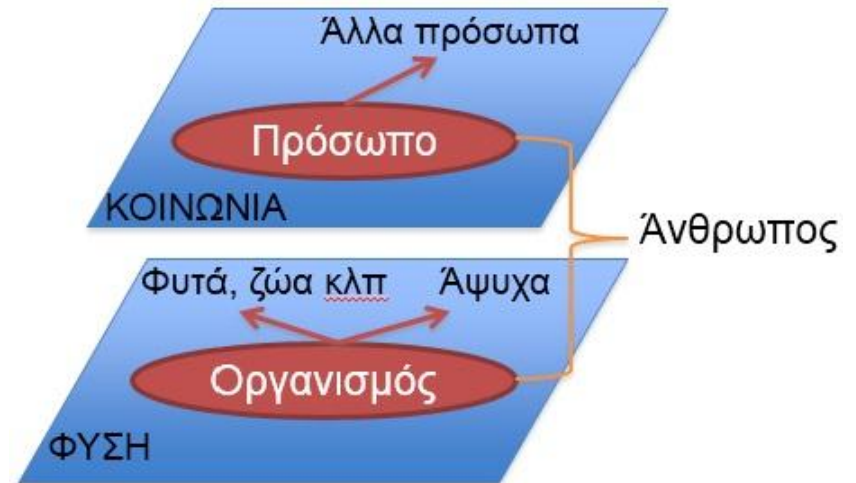 Άλλα πρόσωπα
Πρόσωπο
ΚΟΙΝΩΝΙΑ
Άνθρωπος
Φυτά, ζώα κλπ Άψυχα
Οργανισμός
ΦΥΣΗ